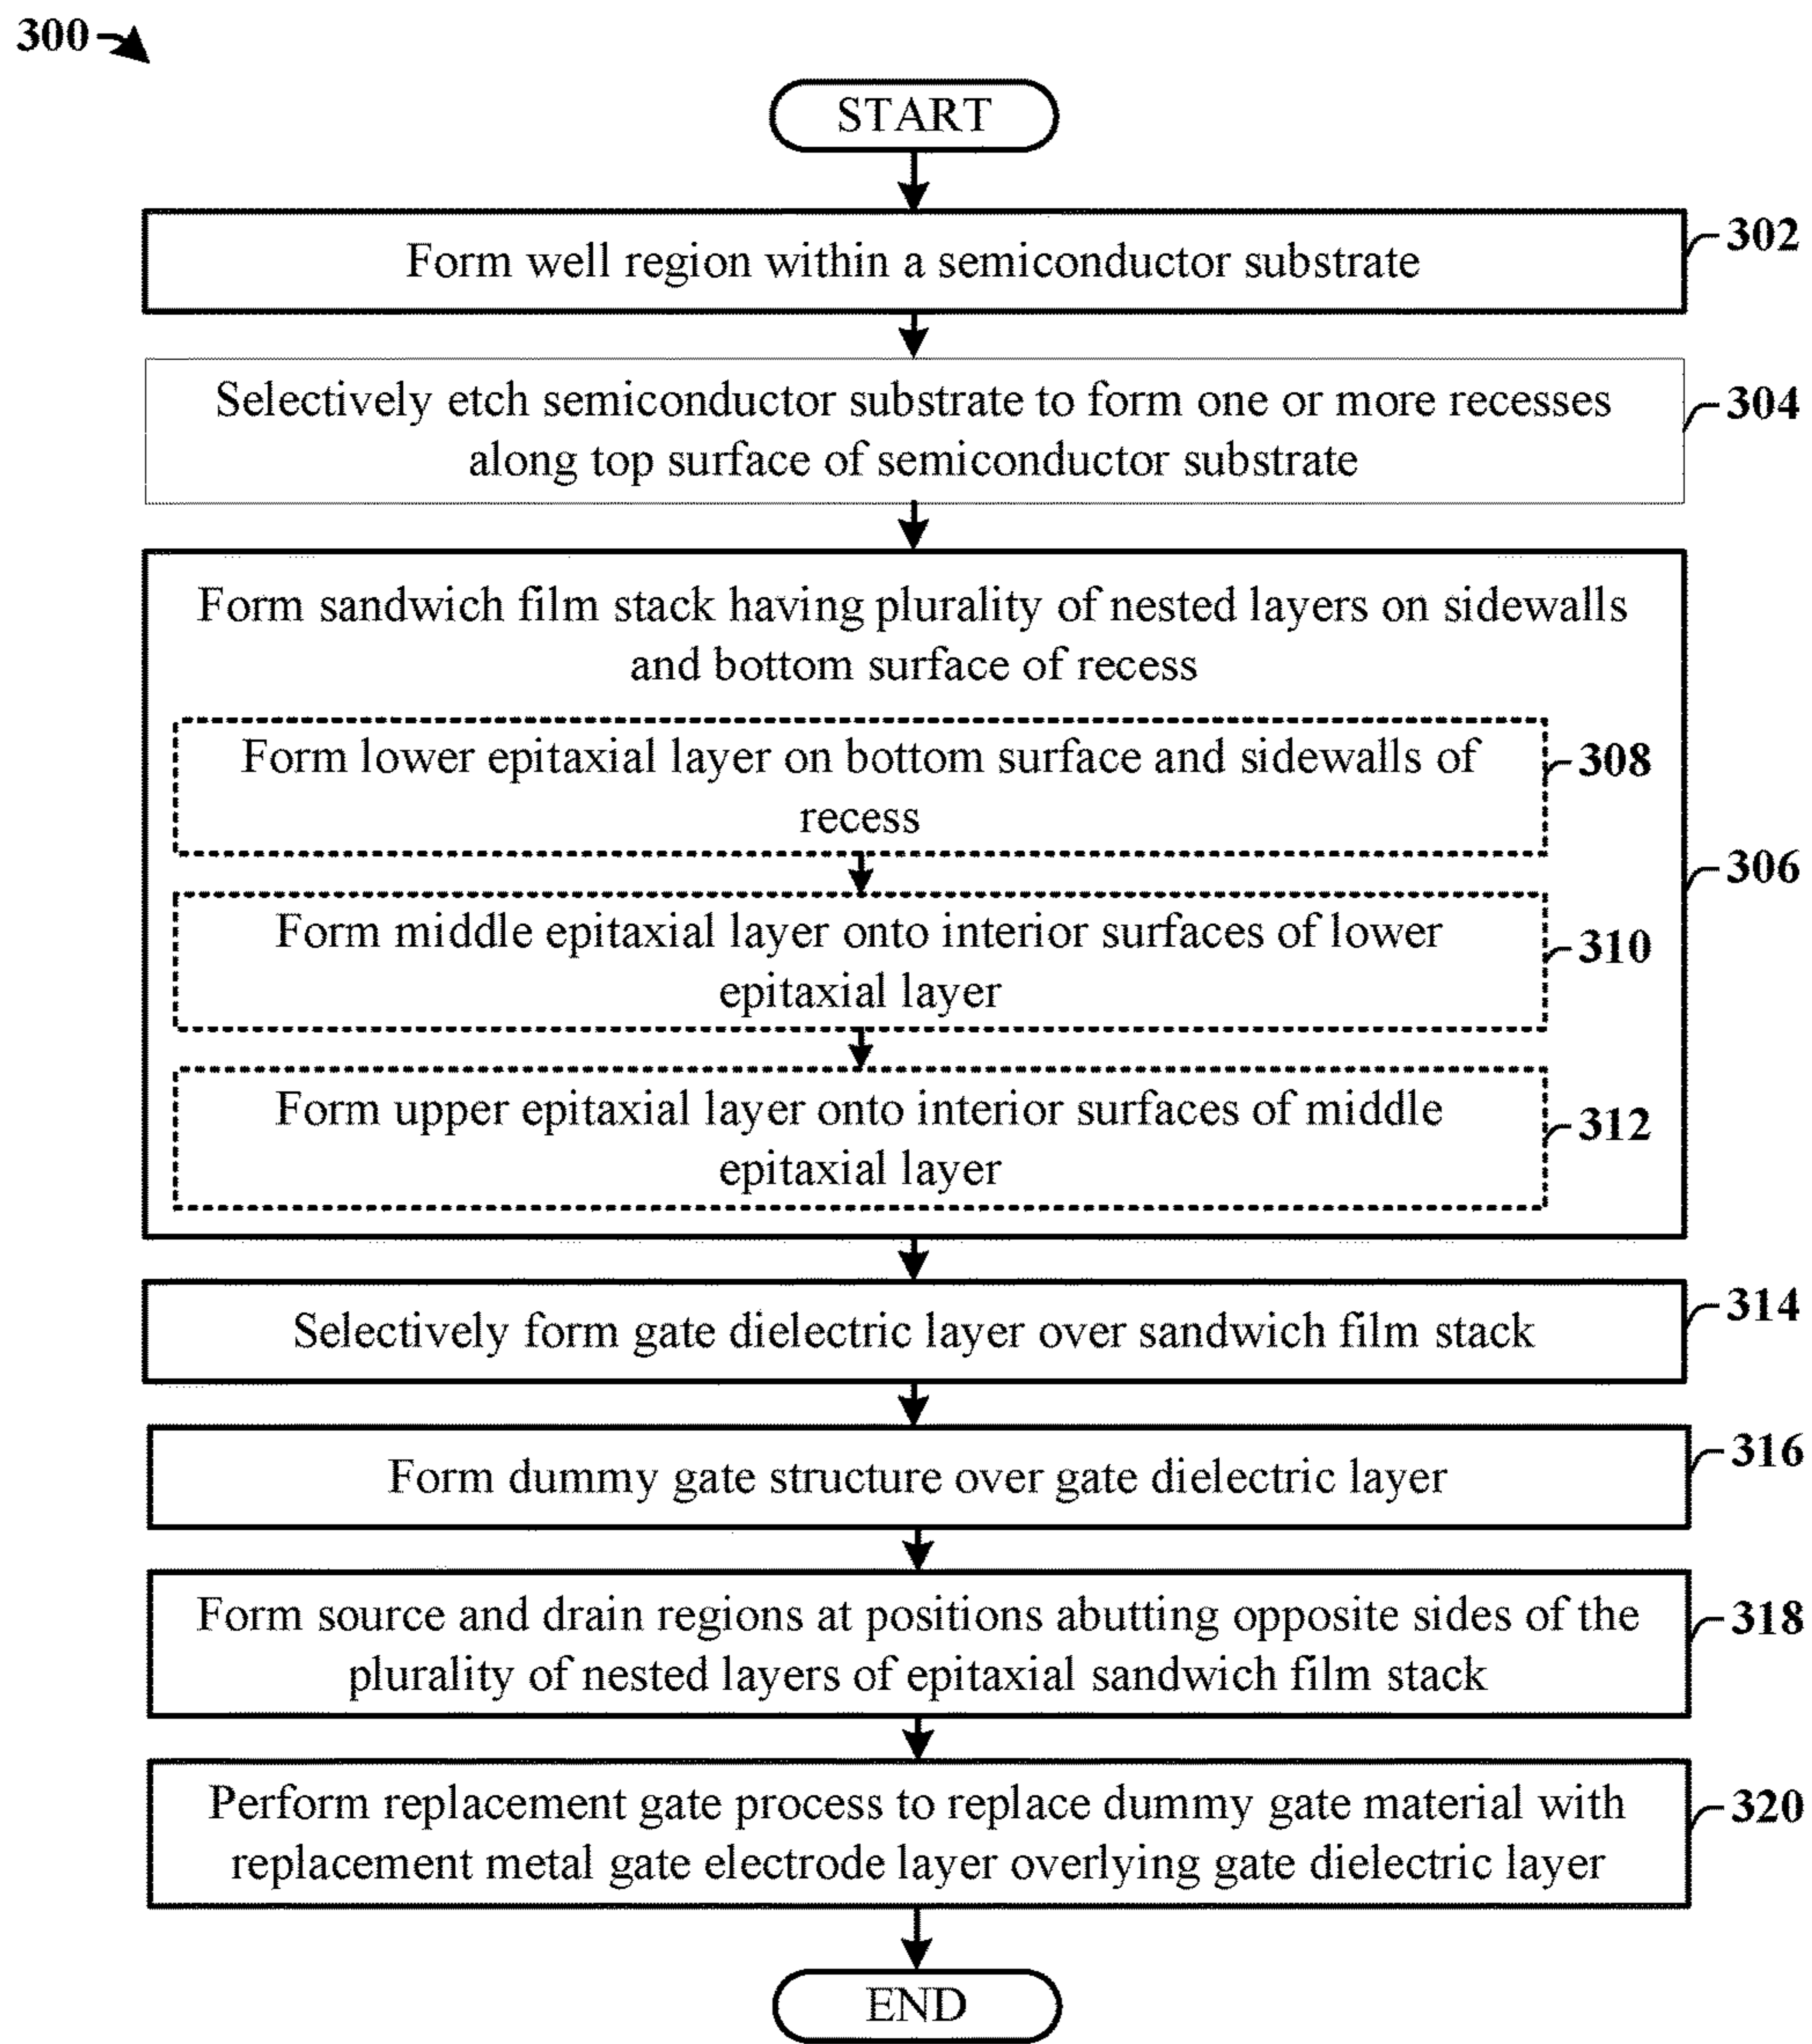 300
START
Form well region within a semiconductor substrate
302
Selectively etch semiconductor substrate to form one or more recesses
along top surface of semiconductor substrate
304
Form sandwich film stack having plurality of nested layers on sidewalls
and bottom surface of recess
Form lower epitaxial layer on bottom surface and sidewalls of
recess
308
306
Form middle epitaxial layer onto interior surfaces of lower
epitaxial layer
310
Form upper epitaxial layer onto interior surfaces of middle
epitaxial layer
312
Selectively form gate dielectric layer over sandwich film stack
314
Form dummy gate structure over gate dielectric layer
316
Form source and drain regions at positions abutting opposite sides of the
plurality of nested layers of epitaxial sandwich film stack
318
Perform replacement gate process to replace dummy gate material with
replacement metal gate electrode layer overlying gate dielectric layer
320
END